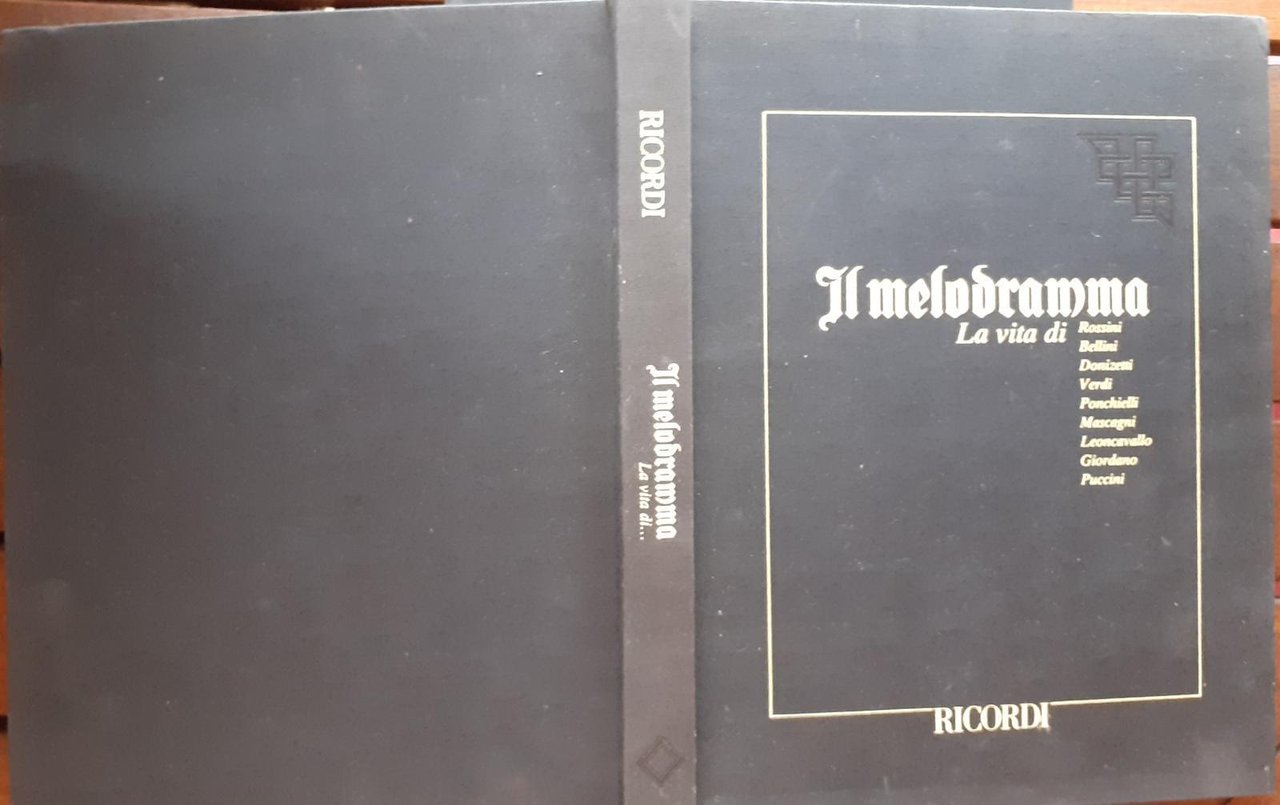 RICORDI
Il melodramma
La vita di...
Il melodramma
La vita di Rossini
Bellini
Donizetti
Verdi
Ponchielli
Mascagni
Leoncavallo
Giordano
Puccini
RICORDI